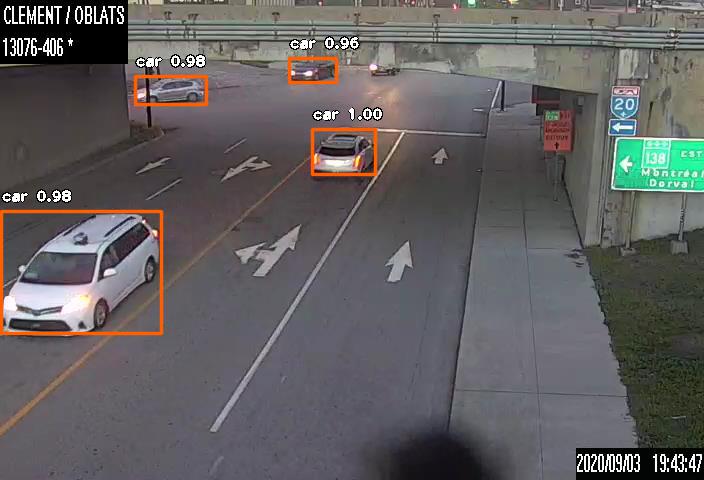 CLEMENT / OBLATS
13076-406 *
car 0.98
car 0.96
car 1.00
car 0.98
20
138
EST
Montréal
Dorval
2020/09/03 19:43:47